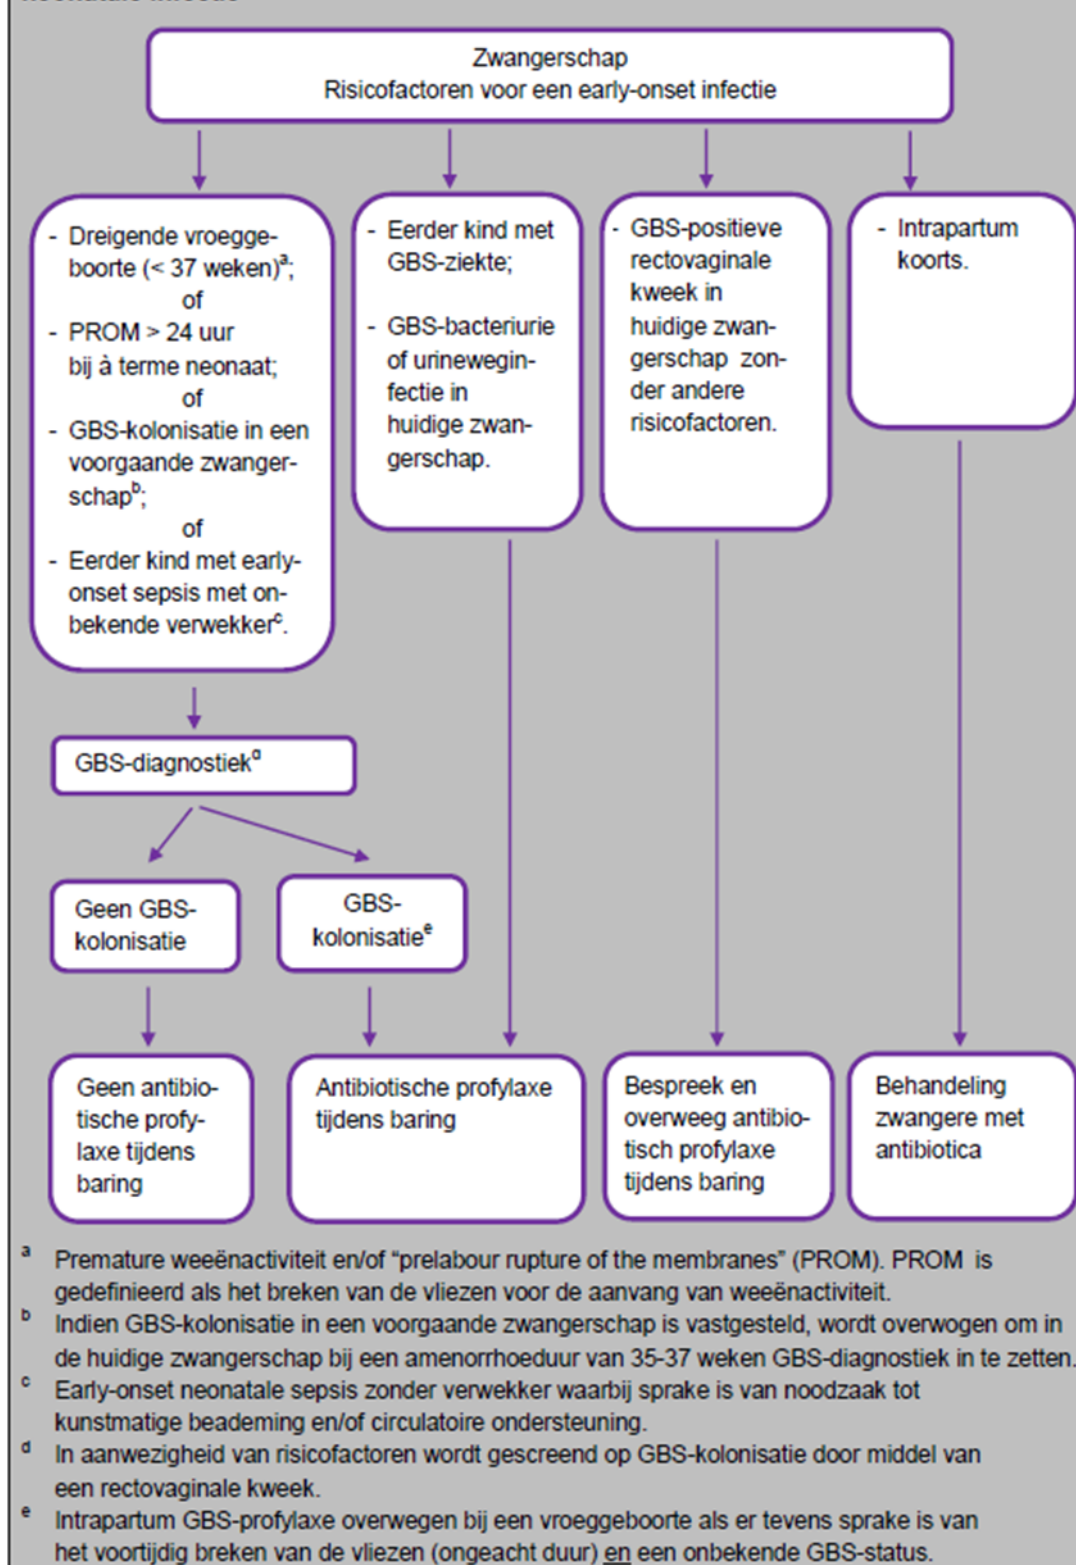 neonatale infectie
Zwangerschap
Risicofactoren voor een early-onset infectie
- Dreigende vroegge-
boorte (< 37 weken)ª;
of
- PROM > 24 uur
bij à terme neonaat;
of
- GBS-kolonisatie in een
voorgaande zwanger-
schapᵇ;
of
- Eerder kind met early-
onset sepsis met on-
bekende verwekkerᶜ.
- Eerder kind met
GBS-ziekte;
- GBS-bacteriurie
of urinewegin-
fectie in
huidige zwan-
gerschap.
- GBS-positieve
rectovaginale
kweek in
huidige zwan-
gerschap zon-
der andere
risicofactoren.
- Intrapartum
koorts.
GBS-diagnostiekᵈ
Geen GBS-
kolonisatie
GBS-
kolonisatieᵉ
Geen antibio-
tische profy-
laxe tijdens
baring
Antibiotische profylaxe
tijdens baring
Bespreek en
overweeg antibio-
tisch profylaxe
tijdens baring
Behandeling
zwangere met
antibiotica
ᵃ Premature weeënactiviteit en/of “prelabour rupture of the membranes” (PROM). PROM is
gedefinieerd als het breken van de vliezen voor de aanvang van weeënactiviteit.
ᵇ Indien GBS-kolonisatie in een voorgaande zwangerschap is vastgesteld, wordt overwogen om in
de huidige zwangerschap bij een amenorrhoeduur van 35-37 weken GBS-diagnostiek in te zetten.
ᶜ Early-onset neonatale sepsis zonder verwekker waarbij sprake is van noodzaak tot
kunstmatige beademing en/of circulatoire ondersteuning.
ᵈ In aanwezigheid van risicofactoren wordt gescreend op GBS-kolonisatie door middel van
een rectovaginale kweek.
ᵉ Intrapartum GBS-profylaxe overwegen bij een vroeggeboorte als er tevens sprake is van
het voortijdig breken van de vliezen (ongeacht duur) en een onbekende GBS-status.